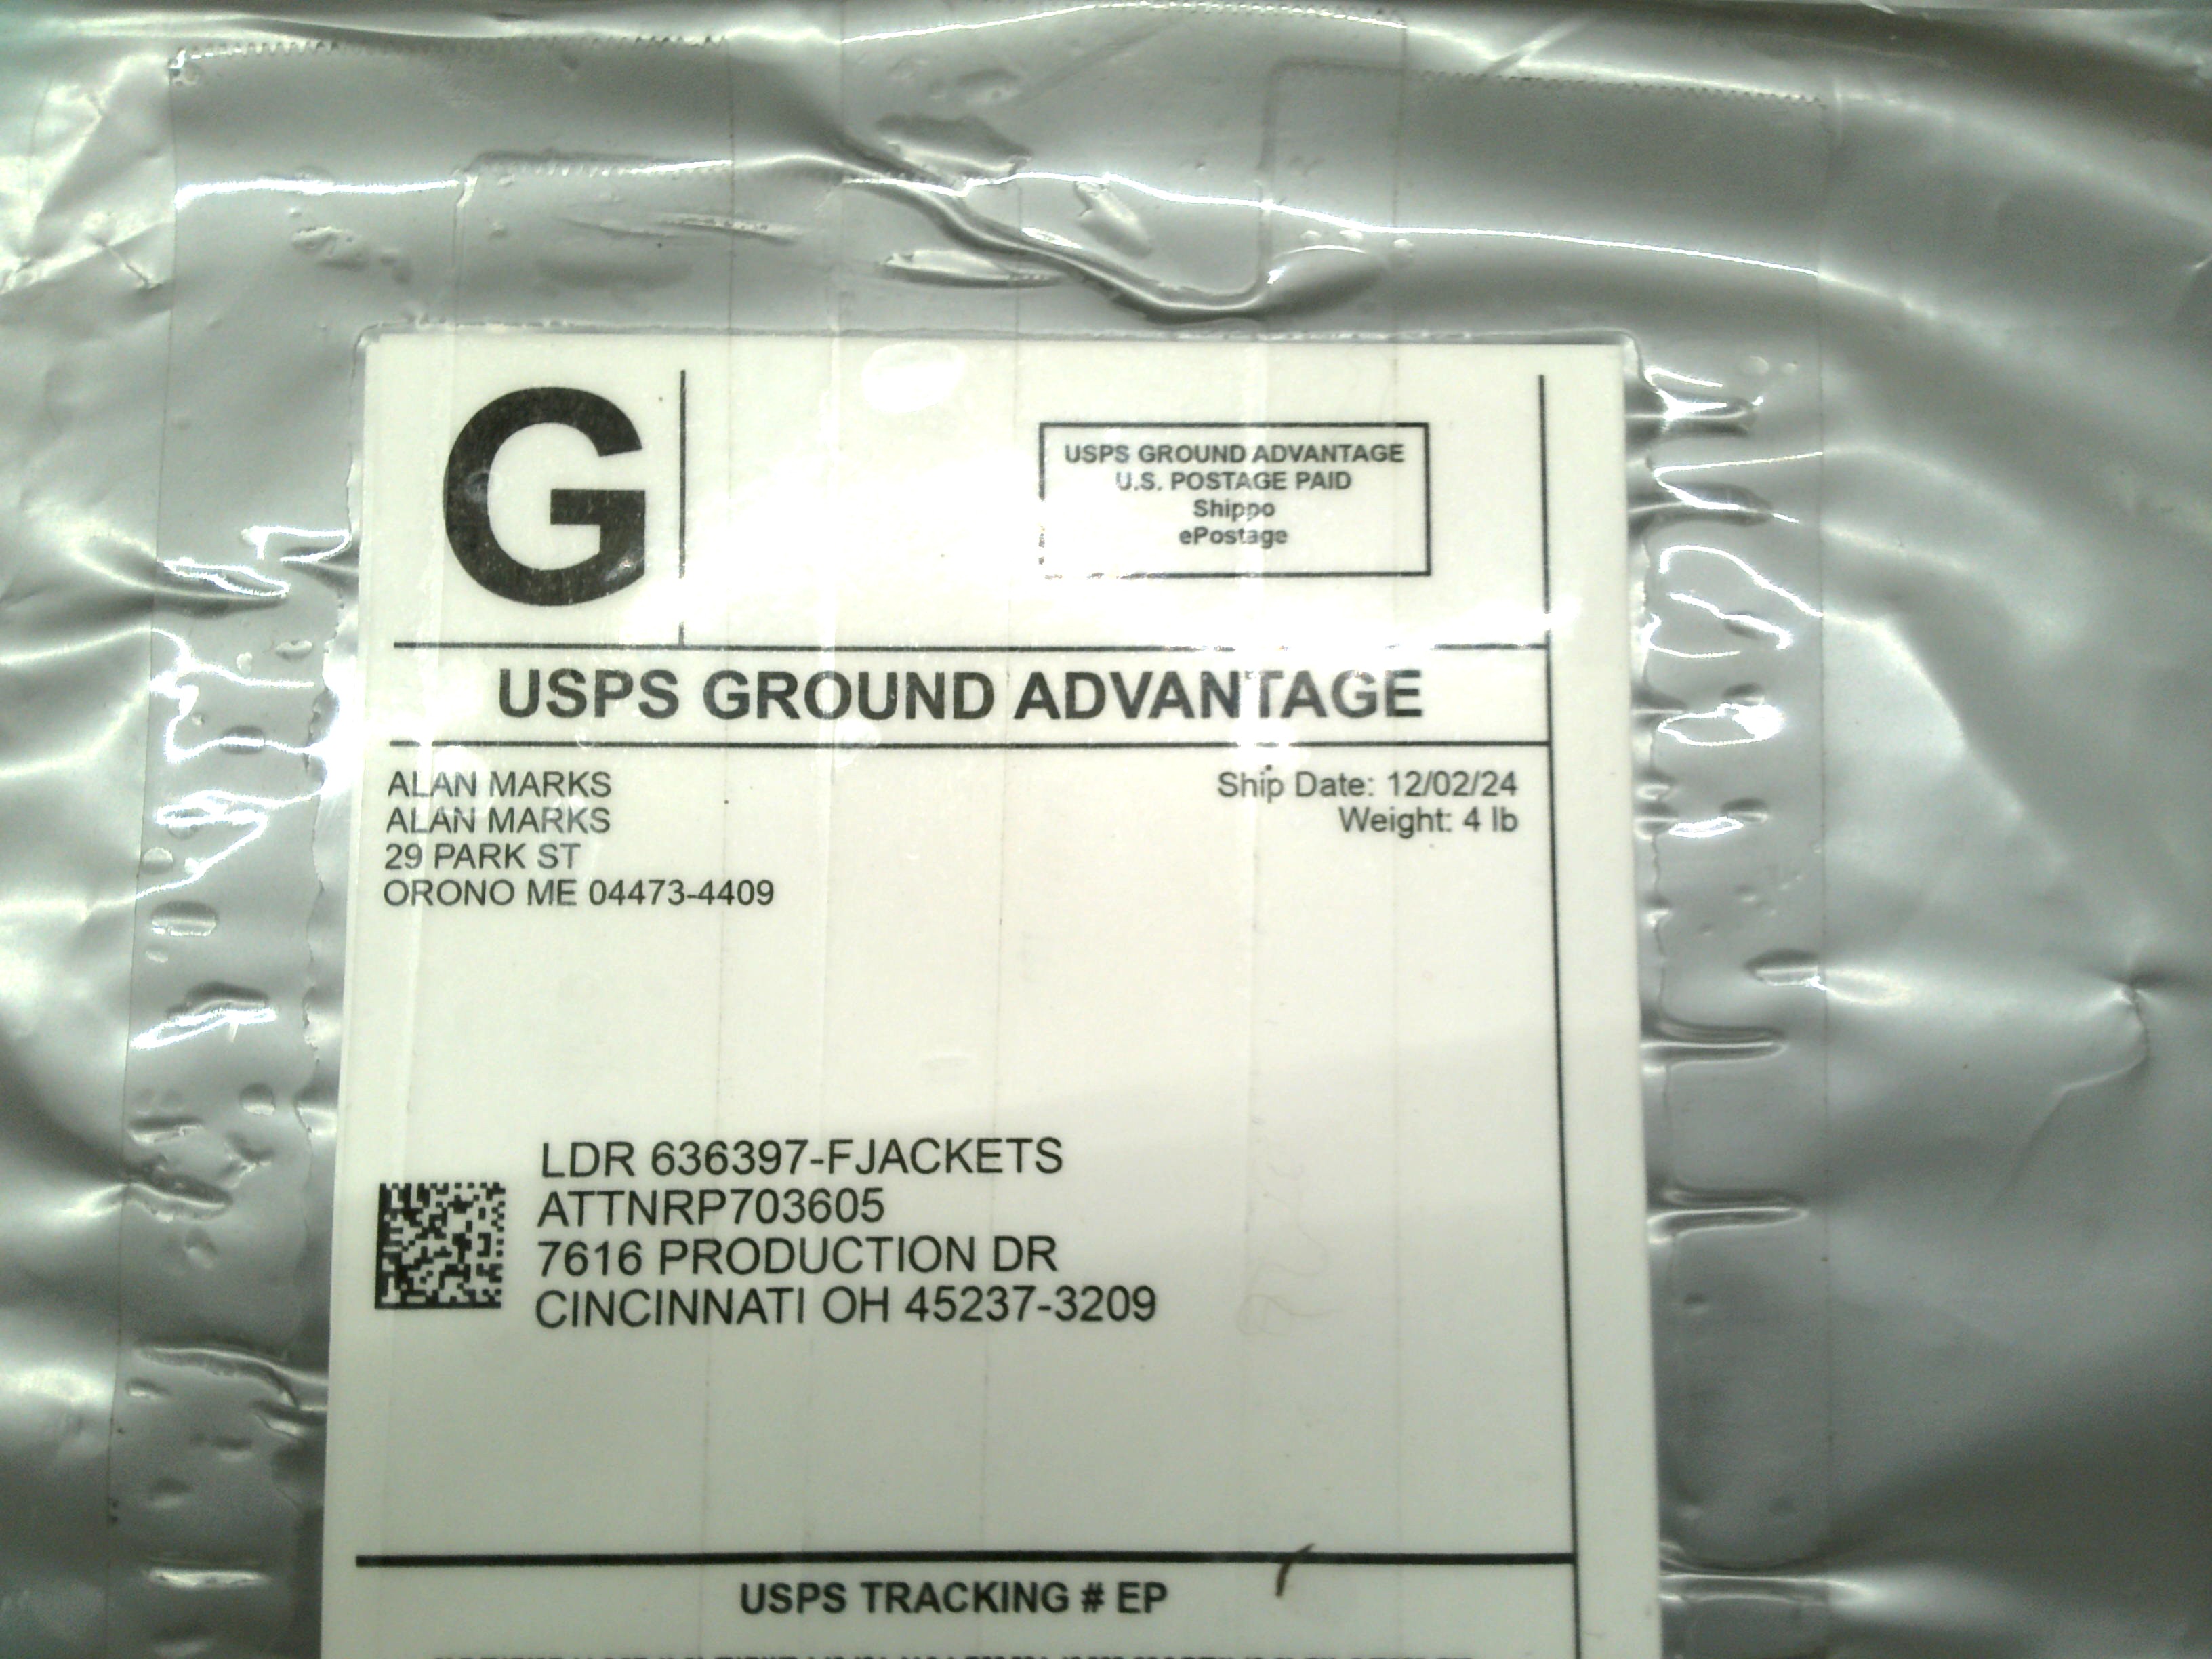 G
USPS GROUND ADVANTAGE
U.S. POSTAGE PAID
Shippo
ePostage
USPS GROUND ADVANTAGE
ALAN MARKS
ALAN MARKS
29 PARK ST
ORONO ME 04473-4409
Ship Date: 12/02/24
Weight: 4 lb
LDR 636397-FJACKETS
ATTNRP703605
7616 PRODUCTION DR
CINCINNATI OH 45237-3209
USPS TRACKING # EP